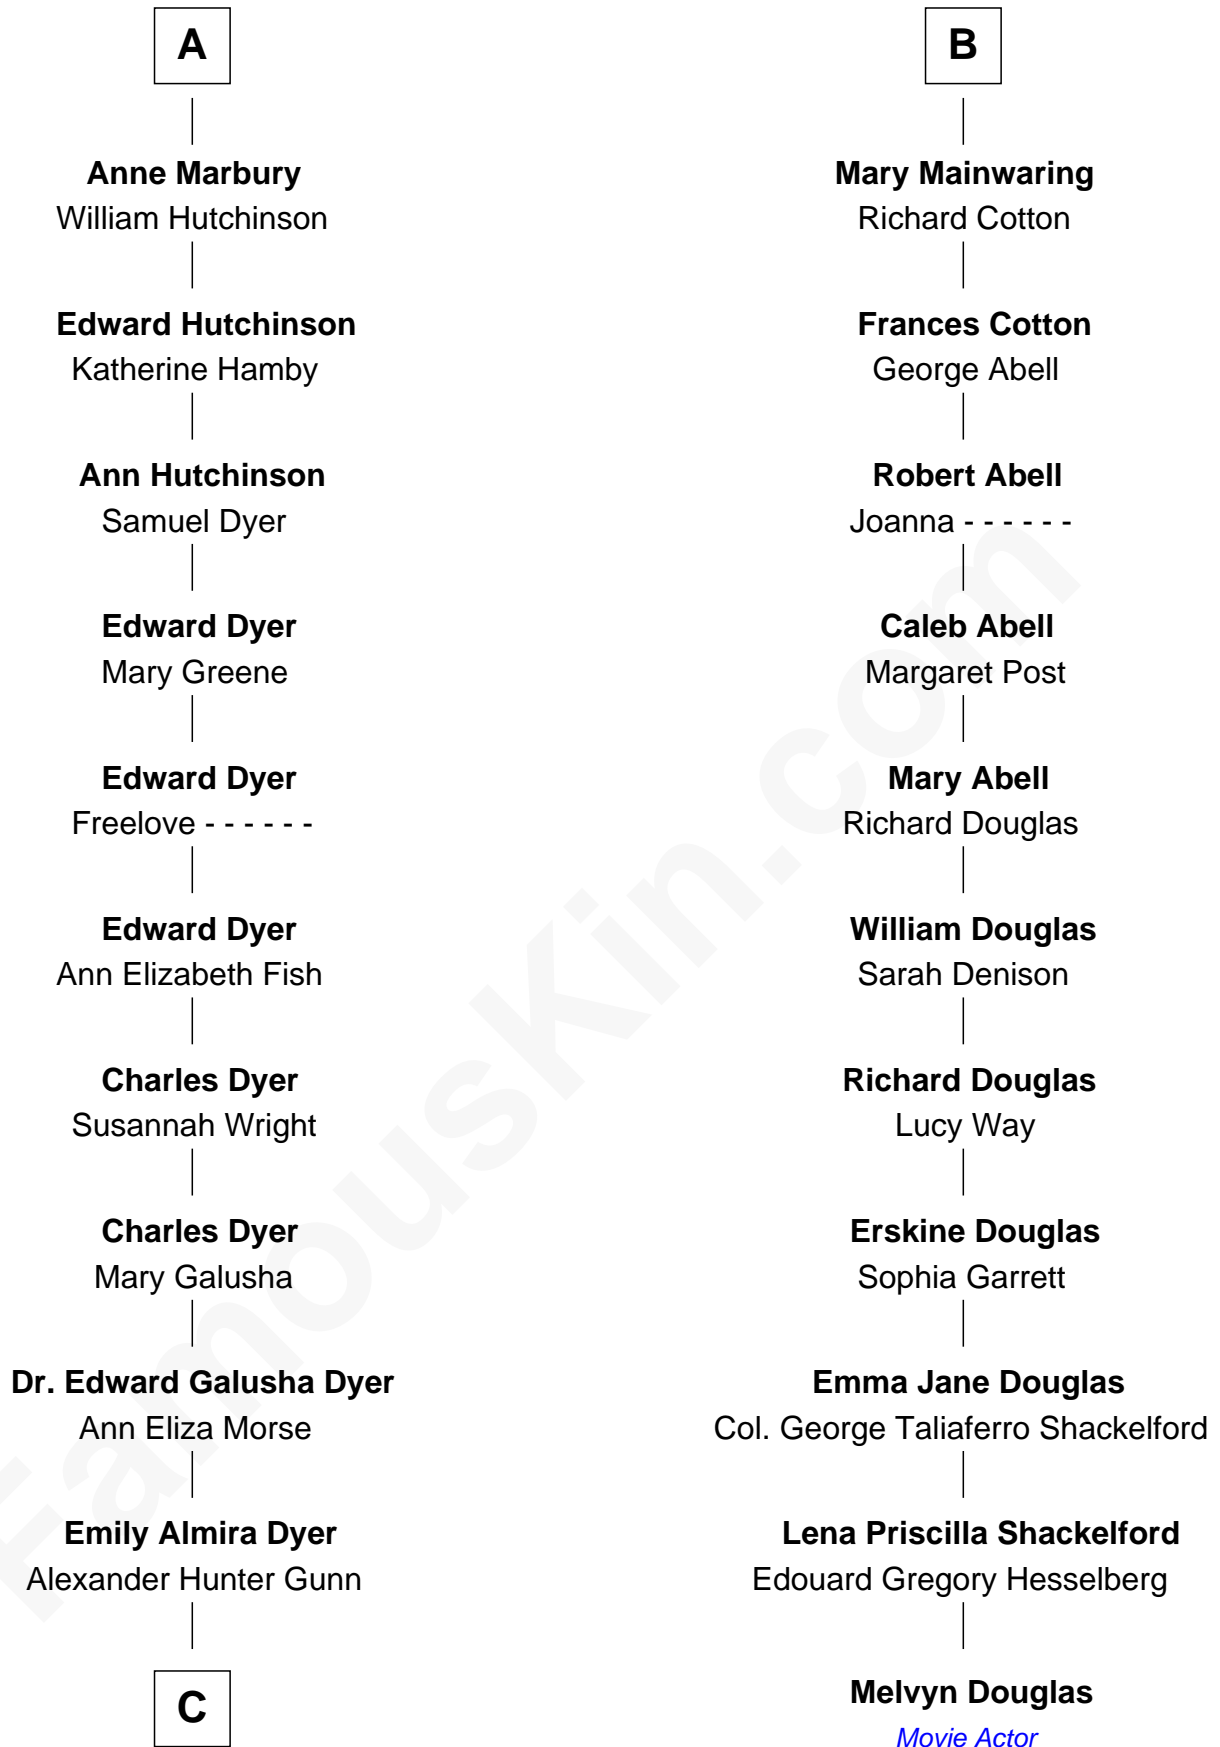 A
Anne Marbury
William Hutchinson
Edward Hutchinson
Katherine Hamby
Ann Hutchinson
Samuel Dyer
Edward Dyer
Mary Greene
Edward Dyer
Freelove - - - - - -
Edward Dyer
Ann Elizabeth Fish
Charles Dyer
Susannah Wright
Charles Dyer
Mary Galusha
Dr. Edward Galusha Dyer
Ann Eliza Morse
Emily Almira Dyer
Alexander Hunter Gunn
C
B
Mary Mainwaring
Richard Cotton
Frances Cotton
George Abell
Robert Abell
Joanna - - - - - -
Caleb Abell
Margaret Post
Mary Abell
Richard Douglas
William Douglas
Sarah Denison
Richard Douglas
Lucy Way
Erskine Douglas
Sophia Garrett
Emma Jane Douglas
Col. George Taliaferro Shackelford
Lena Priscilla Shackelford
Edouard Gregory Hesselberg
Melvyn Douglas
Movie Actor
FamousKin.com